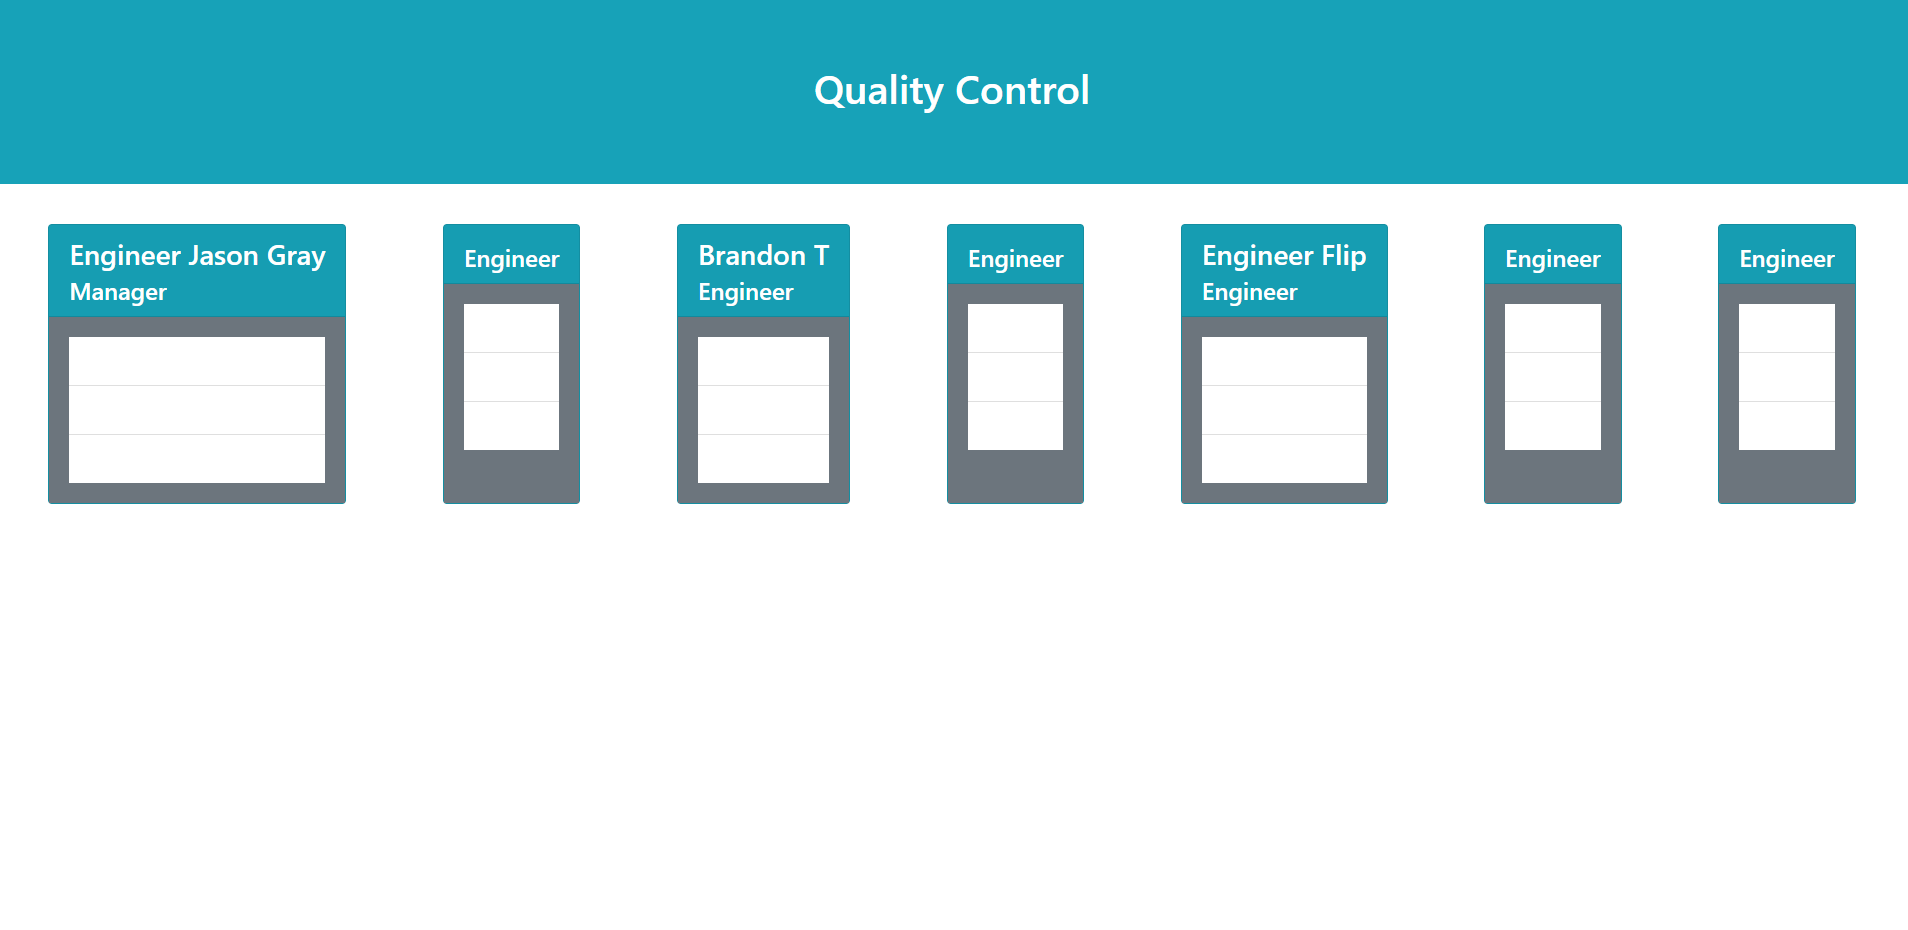 Quality Control
Engineer Jason Gray
Manager
Engineer
Brandon T
Engineer
Engineer
Engineer Flip
Engineer
Engineer
Engineer